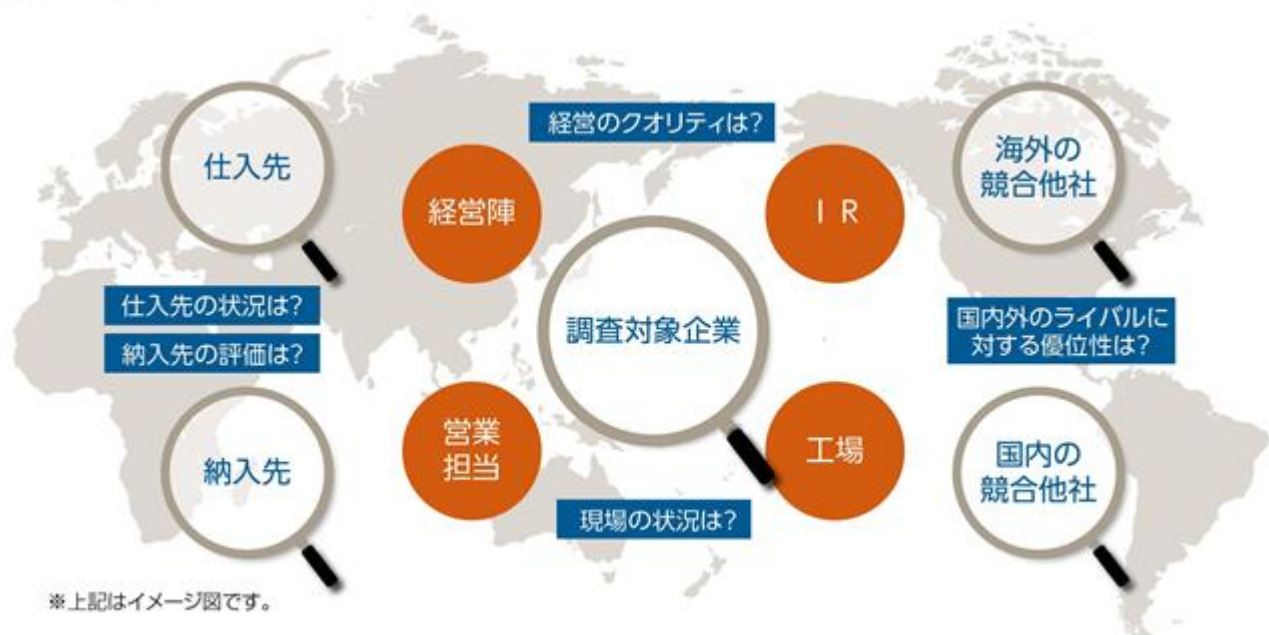 経営のクオリティは?
仕入先
経営陣
I R
海外の
競合他社
仕入先の状況は?
納入先の評価は?
調査対象企業
国内外のライバルに
対する優位性は?
納入先
営業
担当
工場
国内の
競合他社
現場の状況は?
※上記はイメージ図です。